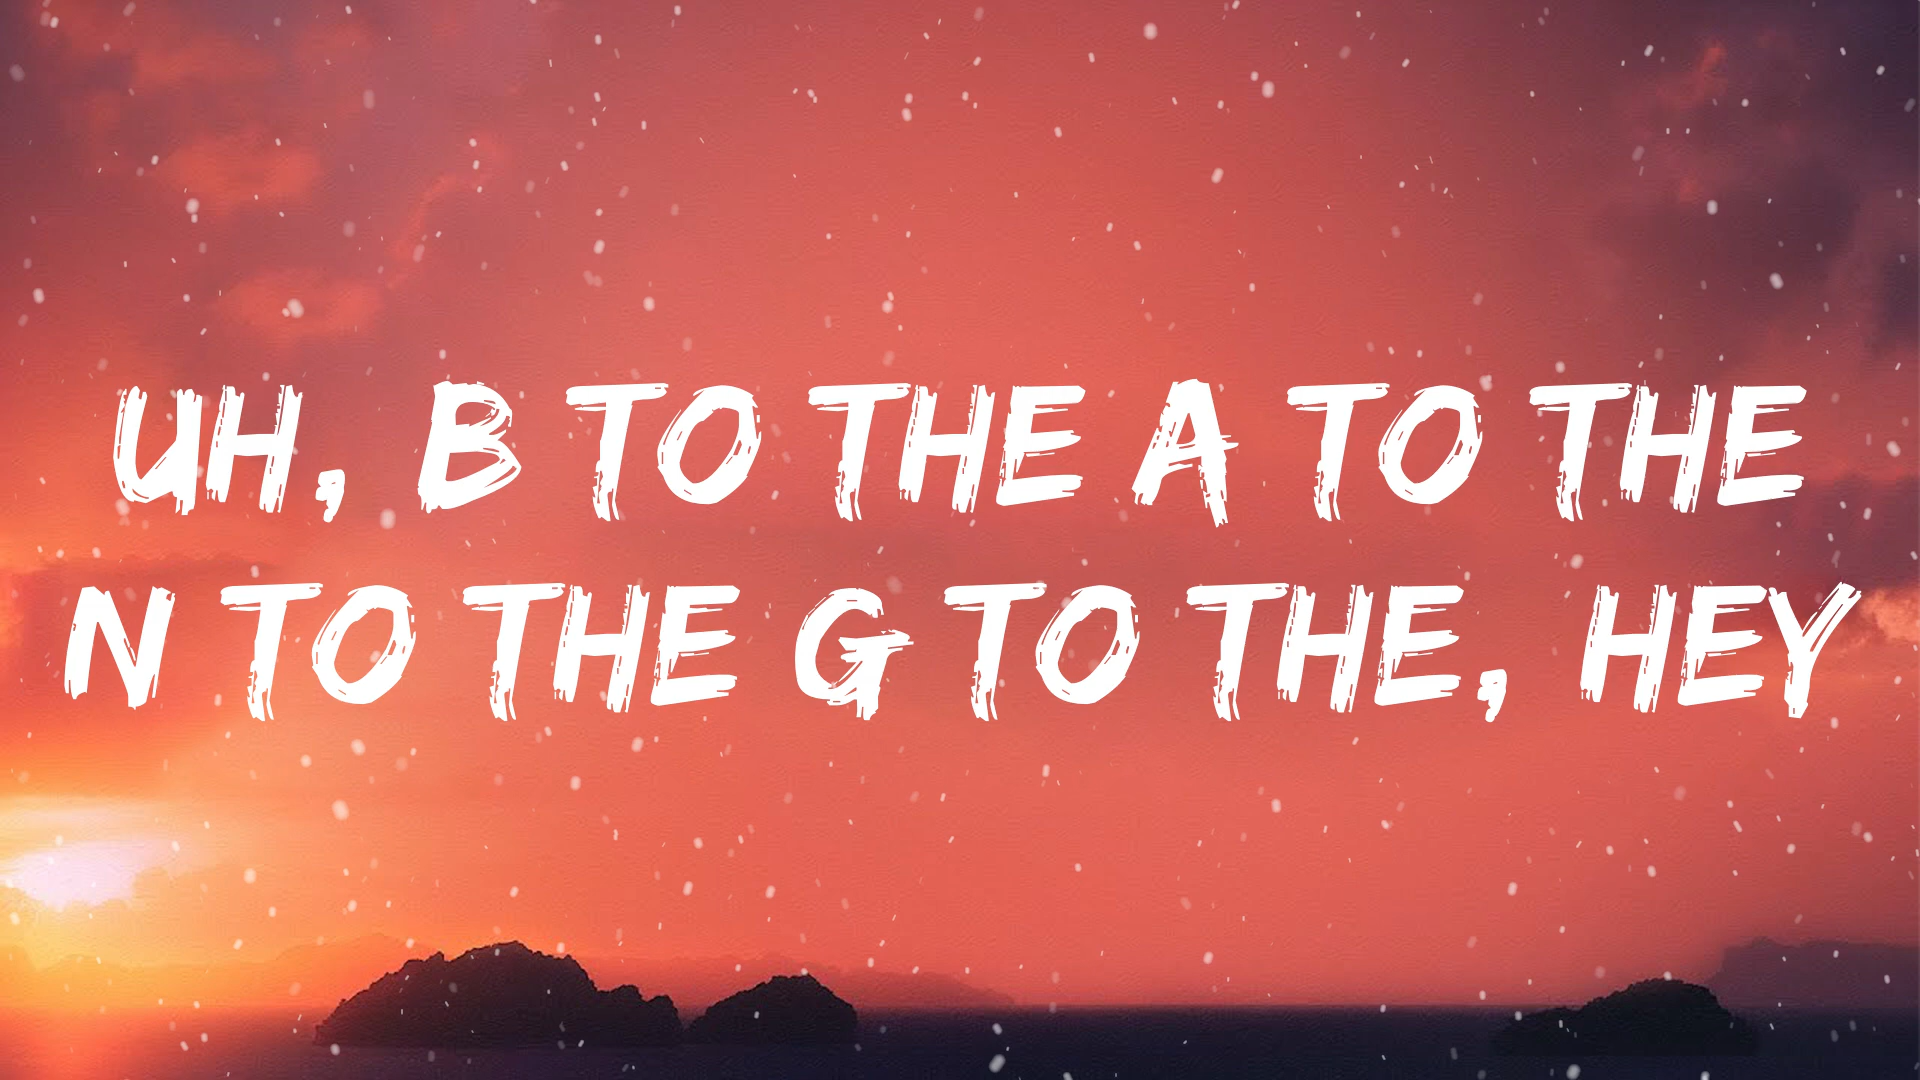 UH, B TO THE A TO THE
N TO THE G TO THE, HEY